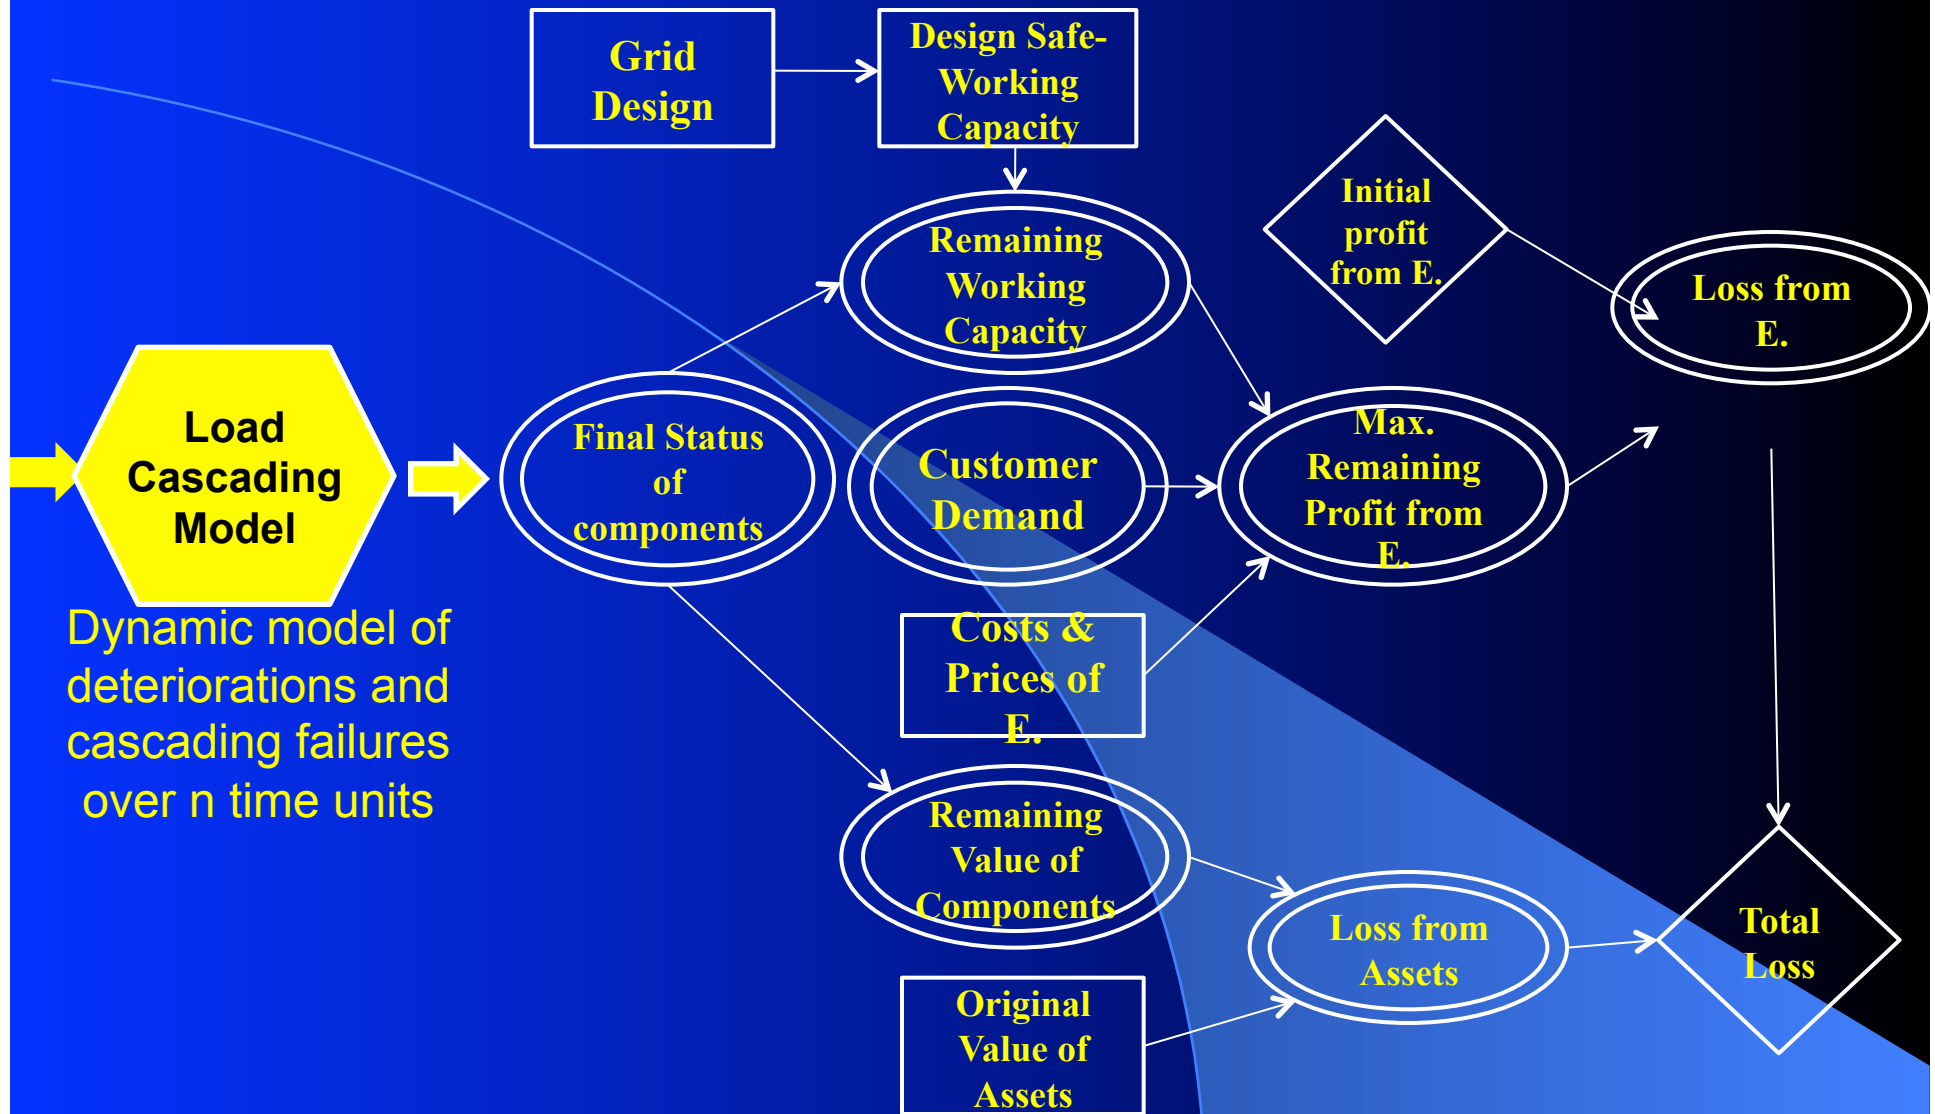 Grid
Design
Design Safe-
Working
Capacity
Initial
profit
from E.
Remaining
Working
Capacity
Loss from
E.
Load
Cascading
Model
Final Status
of
components
Customer
Demand
Max.
Remaining
Profit from
E.
Dynamic model of
deteriorations and
cascading failures
over n time units
Costs &
Prices of
E.
Remaining
Value of
Components
Loss from
Assets
Total
Loss
Original
Value of
Assets